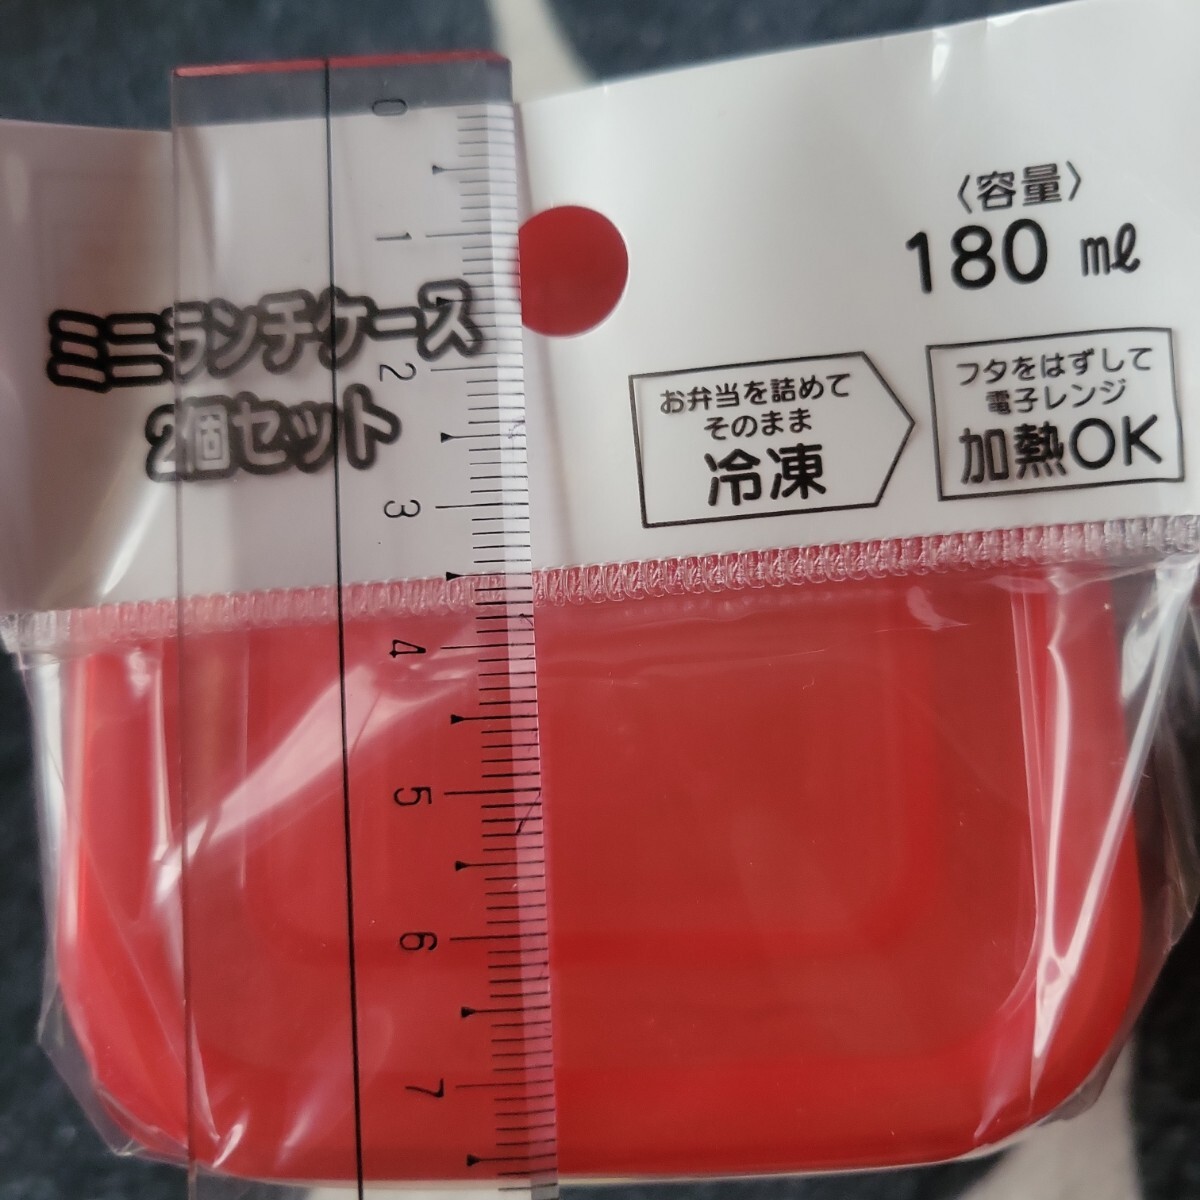 〈容量〉
180 ㎖
ミニランチケース
2個セット
お弁当を詰めて
そのまま
冷凍
フタをはずして
電子レンジ
加熱OK
0
1
2
3
4
5
6
7